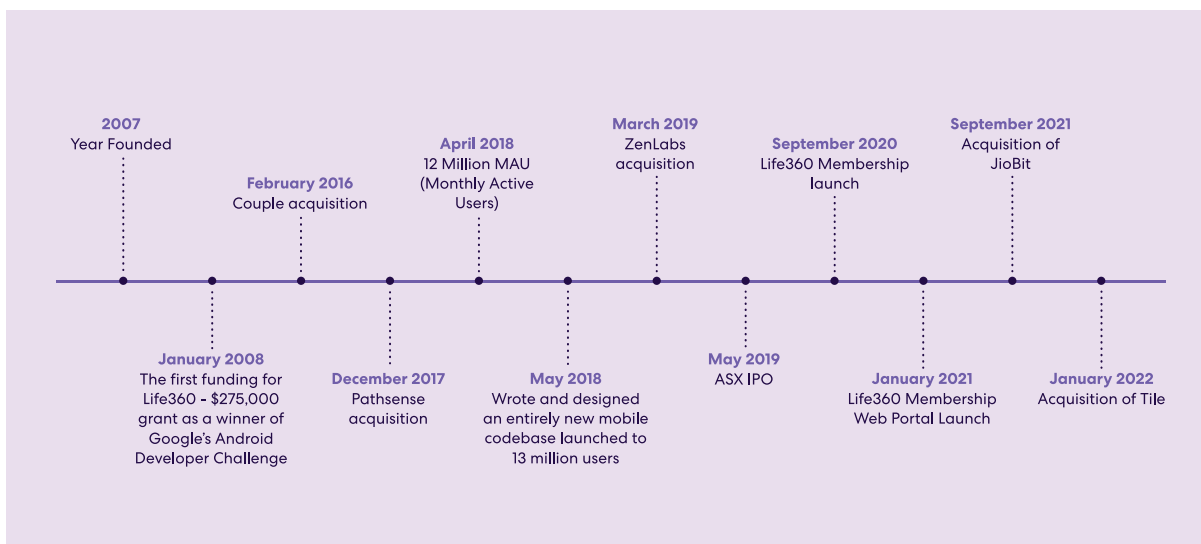 2007
Year Founded
January 2008
The first funding for
Life360 - $275,000
grant as a winner of
Google's Android
Developer Challenge
February 2016
Couple acquisition
December 2017
Pathsense
acquisition
April 2018
12 Million MAU
(Monthly Active
Users)
May 2018
Wrote and designed
an entirely new mobile
codebase launched to
13 million users
March 2019
ZenLabs
acquisition
May 2019
ASX IPO
September 2020
Life360 Membership
launch
January 2021
Life360 Membership
Web Portal Launch
September 2021
Acquisition of
JioBit
January 2022
Acquisition of Tile